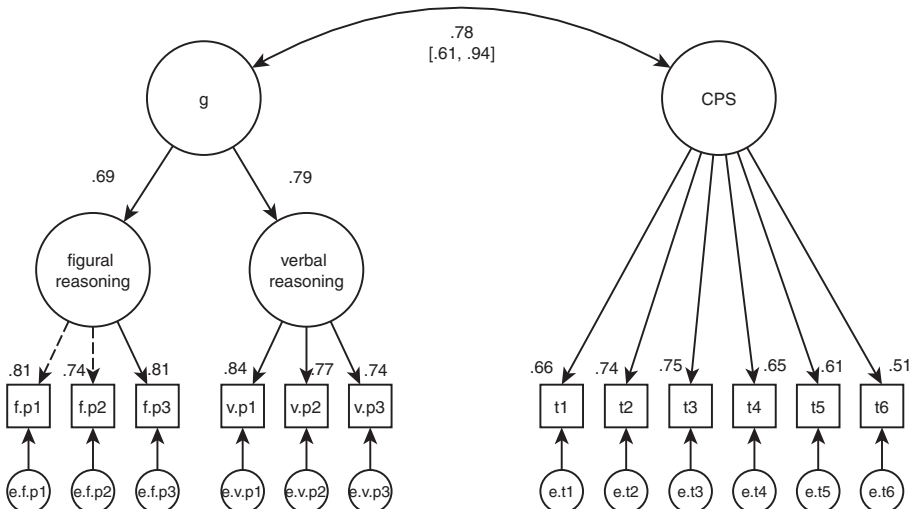 .78
[.61, .94]
g
CPS
.69
.79
figural
reasoning
verbal
reasoning
.81
.74
.81
.84
.77
.74
.66
.74
.75
.65
.61
.51
f.p1
f.p2
f.p3
v.p1
v.p2
v.p3
t1
t2
t3
t4
t5
t6
e.f.p1
e.f.p2
e.f.p3
e.v.p1
e.v.p2
e.v.p3
e.t1
e.t2
e.t3
e.t4
e.t5
e.t6